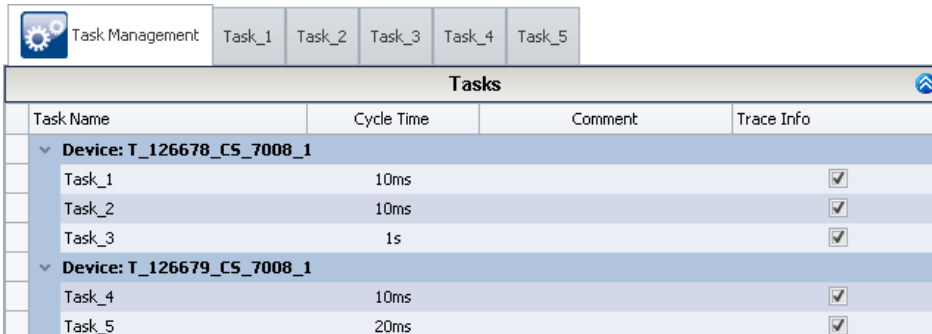 Task Management Task_1 Task_2 Task_3 Task_4 Task_5
Tasks
Task Name Cycle Time Comment Trace Info
Device: T_126678_CS_7008_1
Task_1 10ms
Task_2 10ms
Task_3 1s
Device: T_126679_CS_7008_1
Task_4 10ms
Task_5 20ms